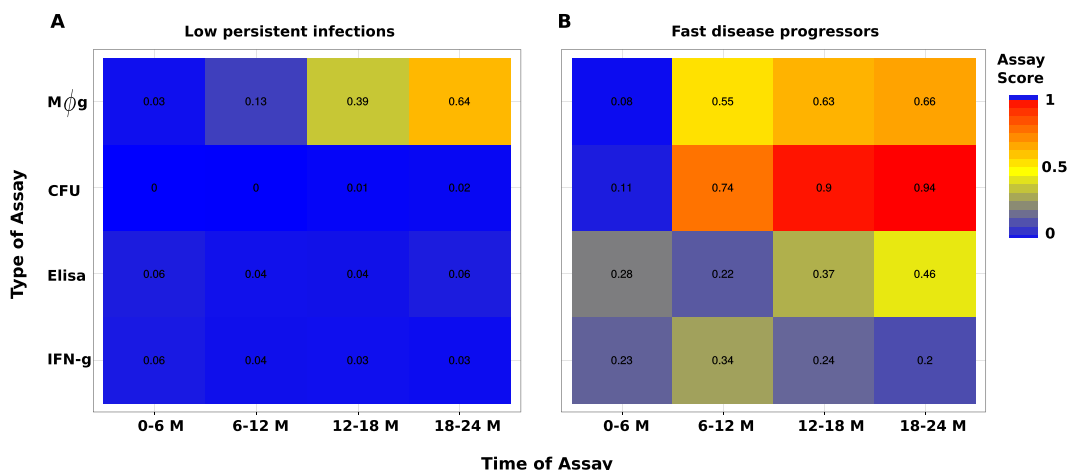 A
B
Low persistent infections
Fast disease progressors
Assay
Score
1
0.5
0
Type of Assay
Mϕg
0.03 0.13 0.39 0.64
0.08 0.55 0.63 0.66
CFU
0 0 0.01 0.02
0.11 0.74 0.9 0.94
Elisa
0.06 0.04 0.04 0.06
0.28 0.22 0.37 0.46
IFN-g
0.06 0.04 0.03 0.03
0.23 0.34 0.24 0.2
0-6 M 6-12 M 12-18 M 18-24 M
0-6 M 6-12 M 12-18 M 18-24 M
Time of Assay